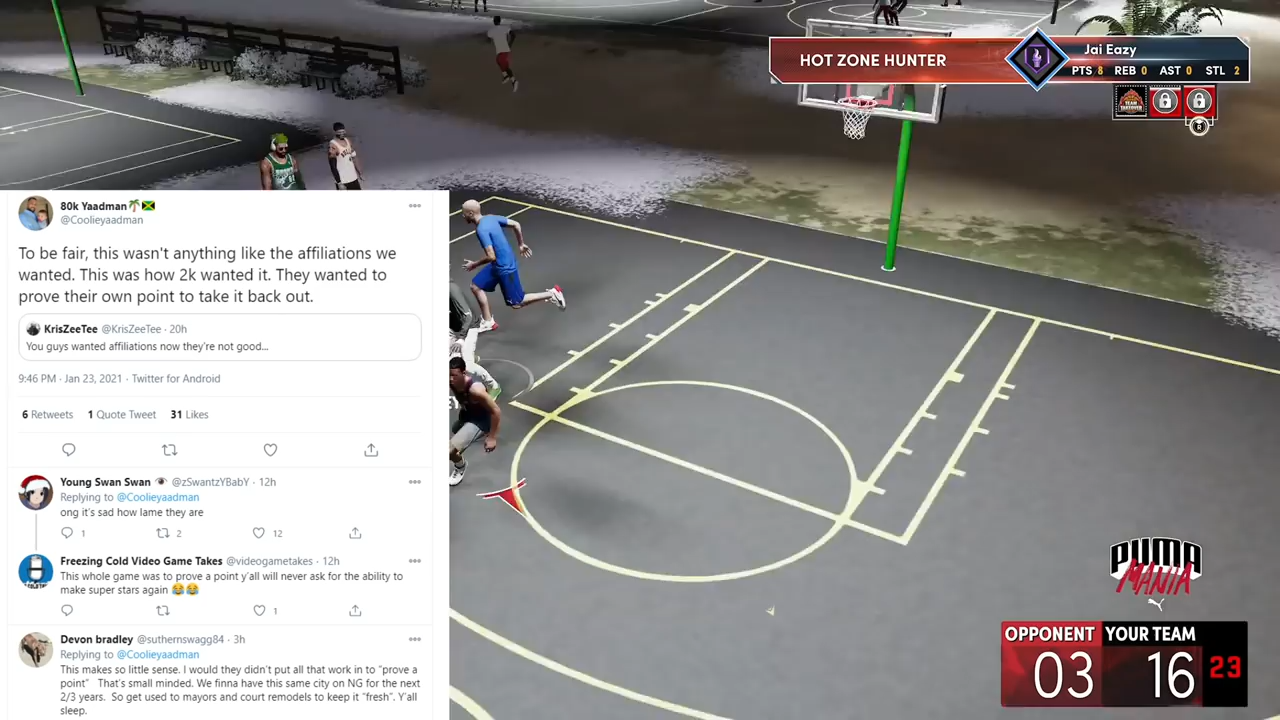 HOT ZONE HUNTER
Jai Eazy
PTS 8 REB 0 AST 0 STL 2
TEAM TAKEOVER
R
80k Yaadman🌴🇯🇲
@Coolieyaadman
To be fair, this wasn't anything like the affiliations we
wanted. This was how 2k wanted it. They wanted to
prove their own point to take it back out.
KrisZeeTee @KrisZeeTee · 20h
You guys wanted affiliations now they're not good...
9:46 PM · Jan 23, 2021 · Twitter for Android
6 Retweets 1 Quote Tweet 31 Likes
Young Swan Swan 👁 @zSwantzYBabY · 12h
Replying to @Coolieyaadman
ong it's sad how lame they are
1 2 12
Freezing Cold Video Game Takes @videogametakes · 12h
This whole game was to prove a point y'all will never ask for the ability to
make super stars again 😂😂
1
Devon bradley @suthernswagg84 · 3h
Replying to @Coolieyaadman
This makes so little sense. I would they didn't put all that work in to "prove a
point" That's small minded. We finna have this same city on NG for the next
2/3 years. So get used to mayors and court remodels to keep it "fresh". Y'all
sleep.
PUMA
MANIA
OPPONENT YOUR TEAM
03 16 23